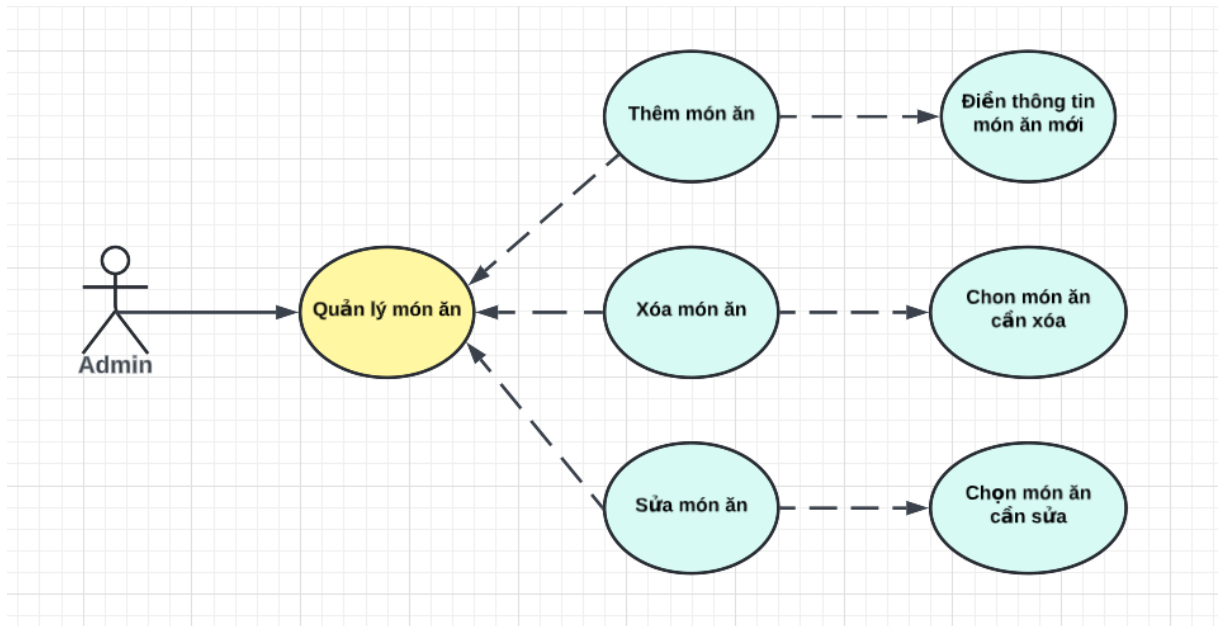 Thêm món ăn
Điền thông tin
món ăn mới
Quản lý món ăn
Xóa món ăn
Chon món ăn
cần xóa
Admin
Sửa món ăn
Chọn món ăn
cần sửa